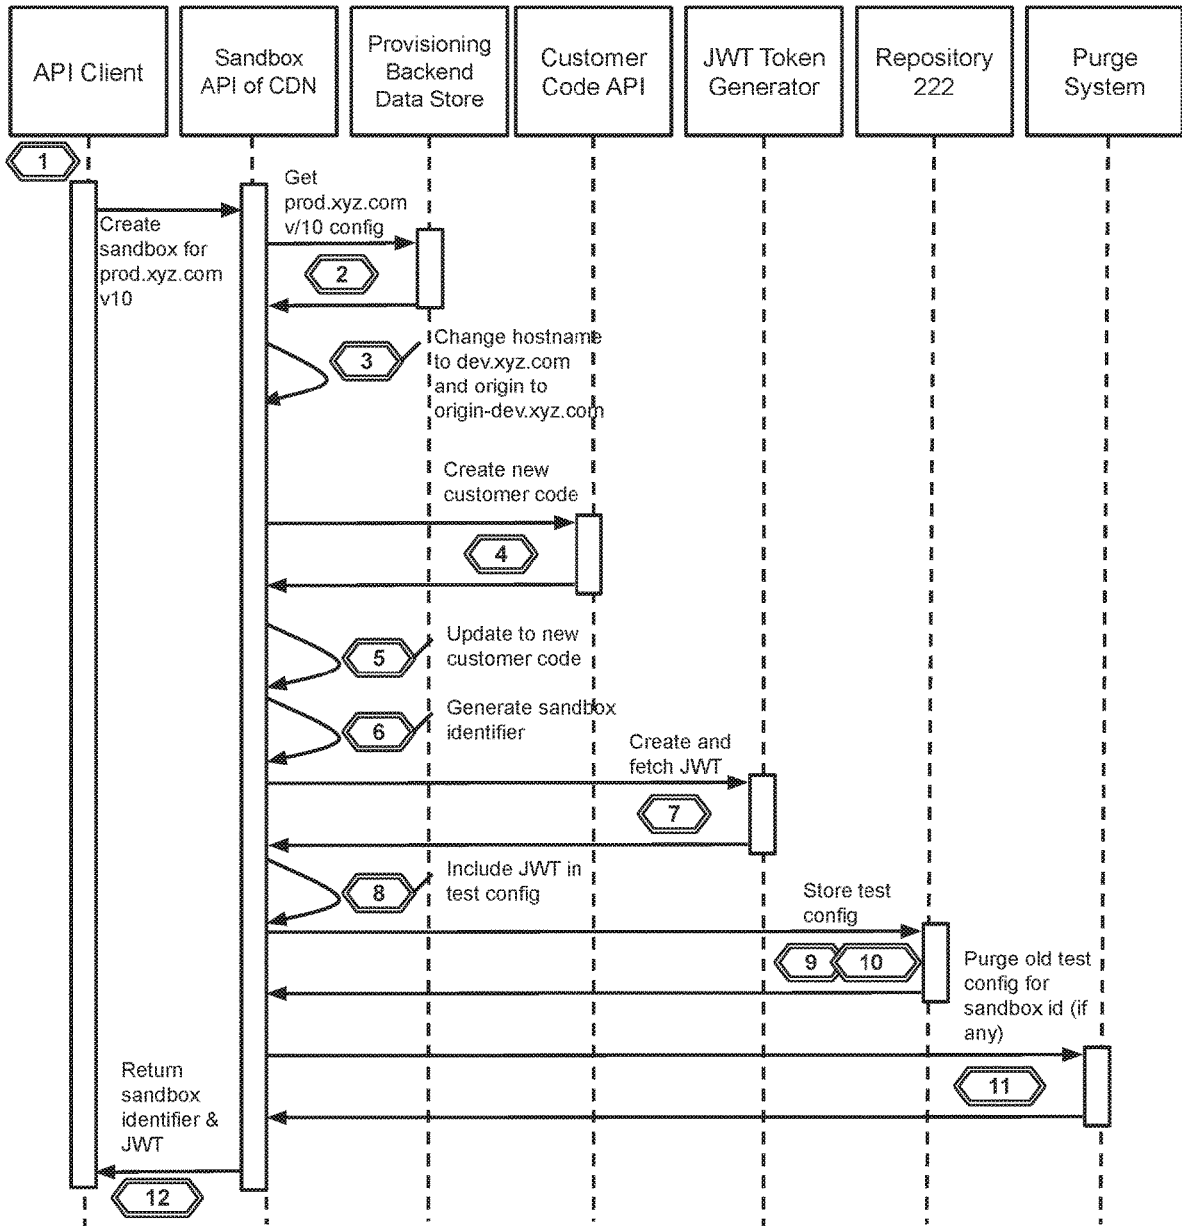 API Client
Sandbox
API of CDN
Provisioning
Backend
Data Store
Customer
Code API
JWT Token
Generator
Repository
222
Purge
System
1
Create
sandbox for
prod.xyz.com
v10
Get
prod.xyz.com
v/10 config
2
3
Change hostname
to dev.xyz.com
and origin to
origin-dev.xyz.com
Create new
customer code
4
5
Update to new
customer code
6
Generate sandbox
identifier
Create and
fetch JWT
7
8
Include JWT in
test config
Store test
config
9
10
Purge old test
config for
sandbox id (if
any)
11
Return
sandbox
identifier &
JWT
12